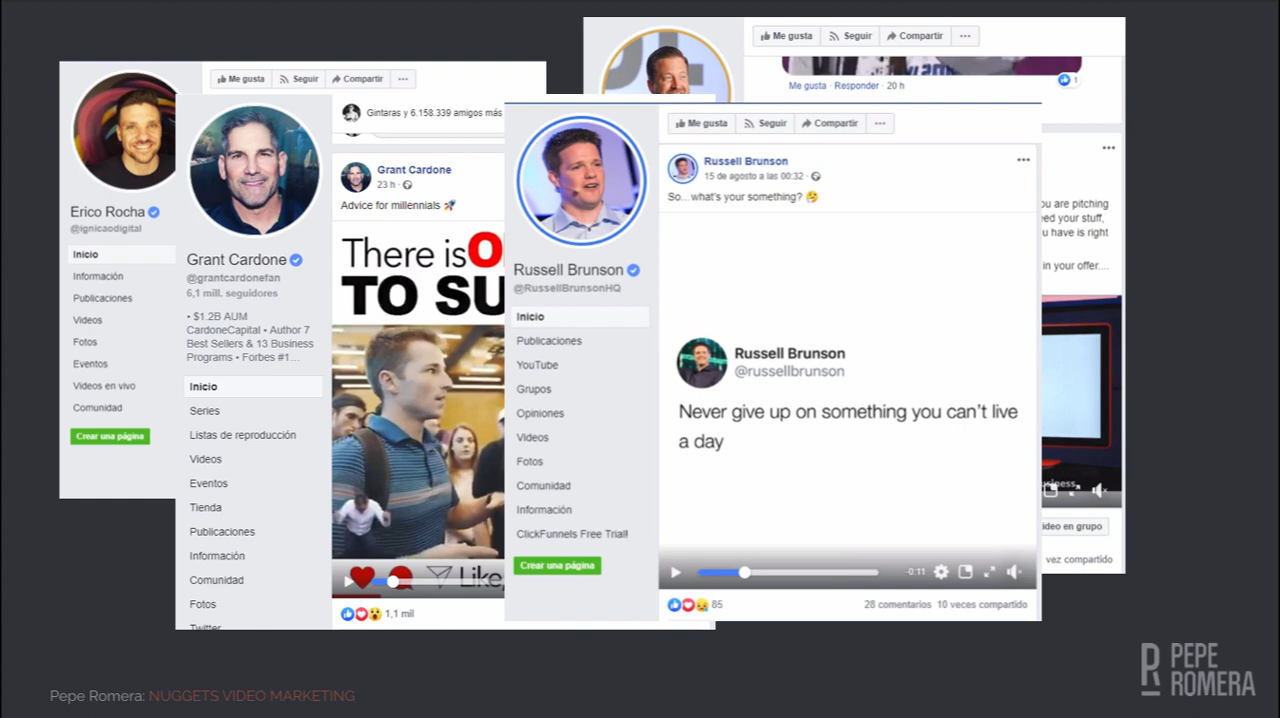 Me gusta Seguir Compartir
Erico Rocha
@ignicaodigital
Inicio
Información
Publicaciones
Videos
Fotos
Eventos
Videos en vivo
Comunidad
Crear una página
Gintaras y 6.158.339 amigos más
Grant Cardone
@grantcardonefan
6,1 mill. seguidores
• $1.2B AUM
CardoneCapital • Author 7
Best Sellers & 13 Business
Programs • Forbes #1…
Inicio
Series
Listas de reproducción
Videos
Eventos
Tienda
Publicaciones
Información
Comunidad
Fotos
Twitter
Grant Cardone
23 h ·
Advice for millennials 🚀
There is O
TO SU
Like,
1,1 mil
Me gusta Seguir Compartir
Russell Brunson
@RussellBrunsonHQ
Inicio
Publicaciones
YouTube
Grupos
Opiniones
Videos
Fotos
Comunidad
Información
ClickFunnels Free Trial!
Crear una página
Russell Brunson
15 de agosto a las 00:32 ·
So...what's your something? 🤔
Russell Brunson
@russellbrunson
Never give up on something you can't live
a day
-0:11
85
28 comentarios 10 veces compartido
Me gusta Seguir Compartir
Me gusta · Responder · 20 h
1
ou are pitching
eed your stuff,
u have is right
in your offer....
siness
ideo en grupo
vez compartido
Pepe Romera: NUGGETS VIDEO MARKETING
PEPE
ROMERA